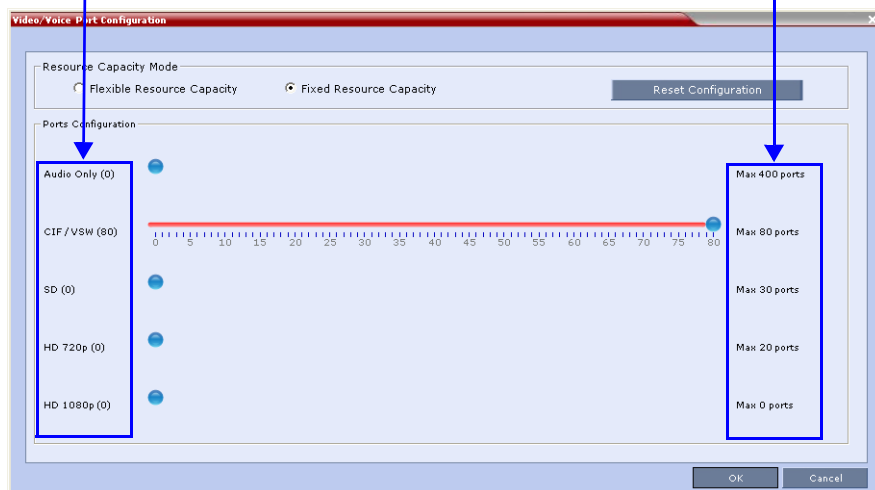 Video/Voice Port Configuration
Resource Capacity Mode
Flexible Resource Capacity
Fixed Resource Capacity
Reset Configuration
Ports Configuration
Audio Only (0)
Max 400 ports
CIF/VSW (80)
0 5 10 15 20 25 30 35 40 45 50 55 60 65 70 75 80
Max 80 ports
SD (0)
Max 30 ports
HD 720p (0)
Max 20 ports
HD 1080p (0)
Max 0 ports
OK
Cancel